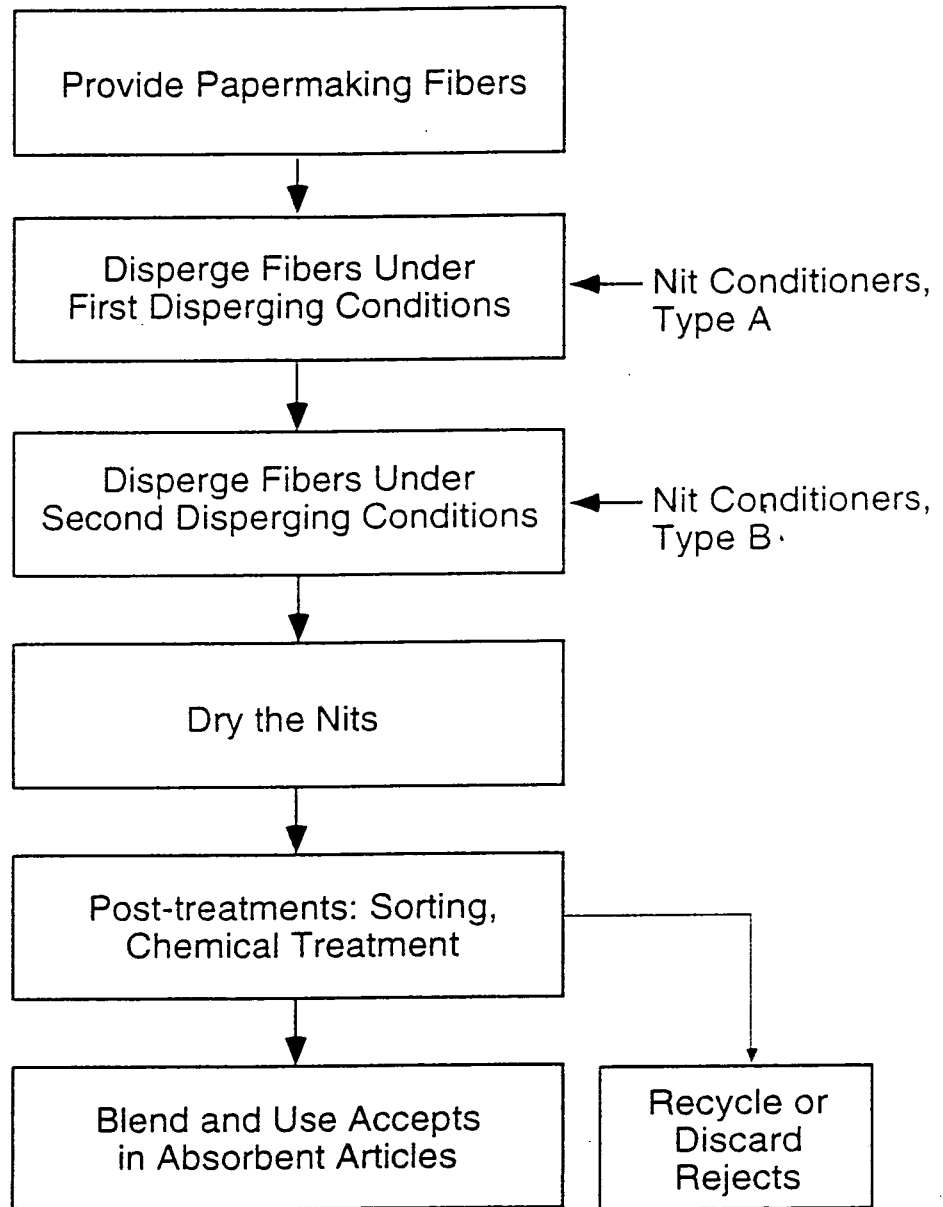 Provide Papermaking Fibers
Disperge Fibers Under
First Disperging Conditions
Nit Conditioners,
Type A
Disperge Fibers Under
Second Disperging Conditions
Nit Conditioners,
Type B
Dry the Nits
Post-treatments: Sorting,
Chemical Treatment
Blend and Use Accepts
in Absorbent Articles
Recycle or
Discard
Rejects